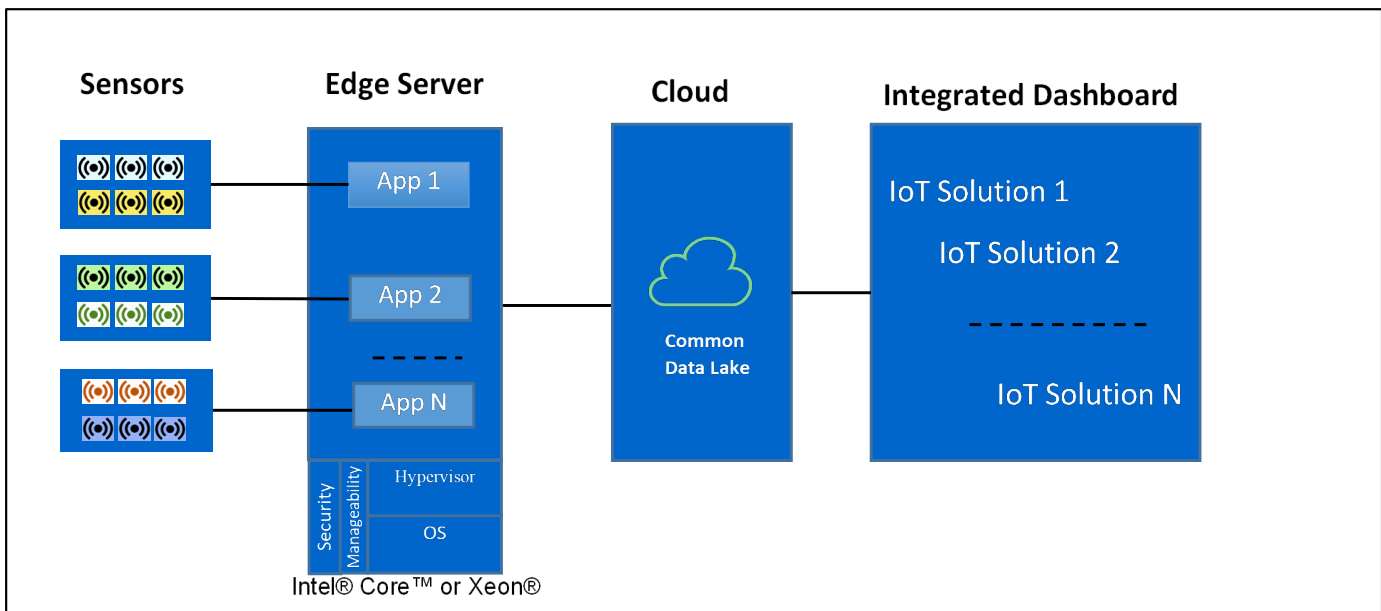 Sensors
Edge Server
Cloud
Integrated Dashboard
App 1
App 2
App N
Security
Manageability
Hypervisor
OS
Intel® Core™ or Xeon®
Common
Data Lake
IoT Solution 1
IoT Solution 2
IoT Solution N